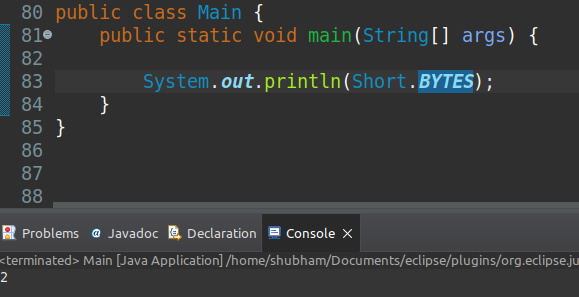 80 public class Main {
81 public static void main(String[] args) {
82
83 System.out.println(Short.BYTES);
84 }
85 }
86
87
88
Problems @ Javadoc Declaration Console
<terminated> Main [Java Application] /home/shubham/Documents/eclipse/plugins/org.eclipse.ju
2